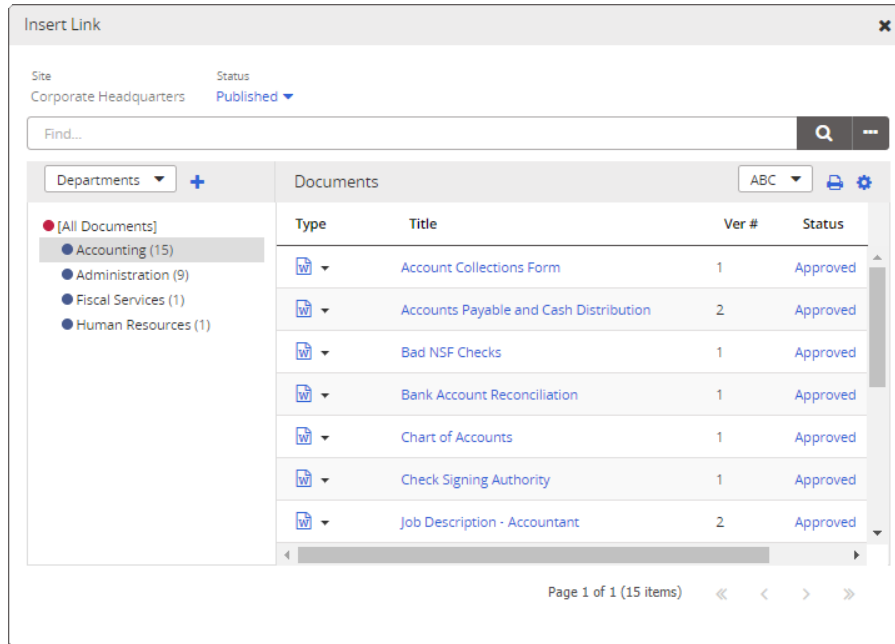 Insert Link
Site Status
Corporate Headquarters Published
Find...
Departments Documents ABC
[All Documents]
Accounting (15)
Administration (9)
Fiscal Services (1)
Human Resources (1)
Type Title Ver # Status
Account Collections Form 1 Approved
Accounts Payable and Cash Distribution 2 Approved
Bad NSF Checks 1 Approved
Bank Account Reconciliation 1 Approved
Chart of Accounts 1 Approved
Check Signing Authority 1 Approved
Job Description - Accountant 2 Approved
Page 1 of 1 (15 items)